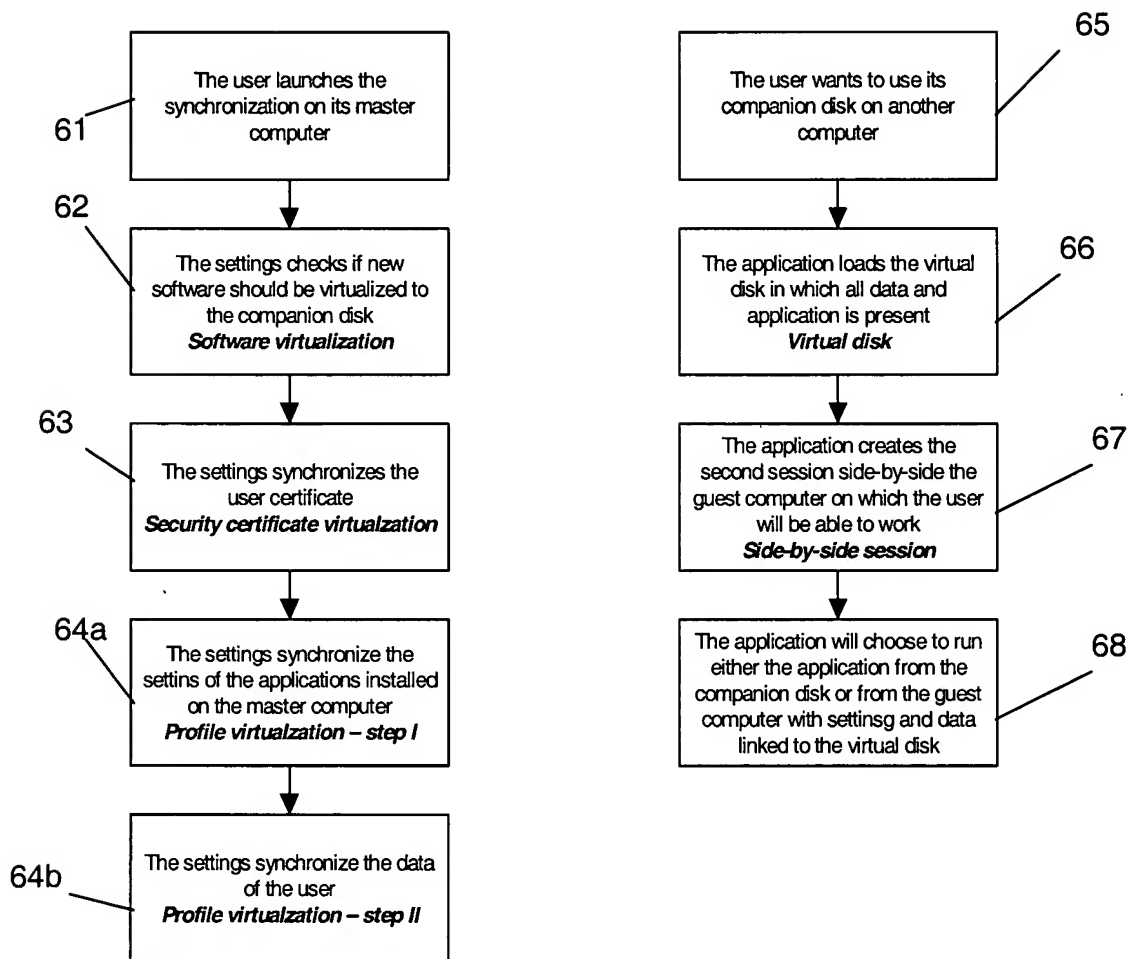 61
The user launches the
synchronization on its master
computer
62
The settings checks if new
software should be virtualized to
the companion disk
Software virtualization
63
The settings synchronizes the
user certificate
Security certificate virtualzation
64a
The settings synchronize the
settins of the applications installed
on the master computer
Profile virtualzation – step I
64b
The settings synchronize the data
of the user
Profile virtualzation – step II
65
The user wants to use its
companion disk on another
computer
66
The application loads the virtual
disk in which all data and
application is present
Virtual disk
67
The application creates the
second session side-by-side the
guest computer on which the user
will be able to work
Side-by-side session
68
The application will choose to run
either the application from the
companion disk or from the guest
computer with settinsg and data
linked to the virtual disk